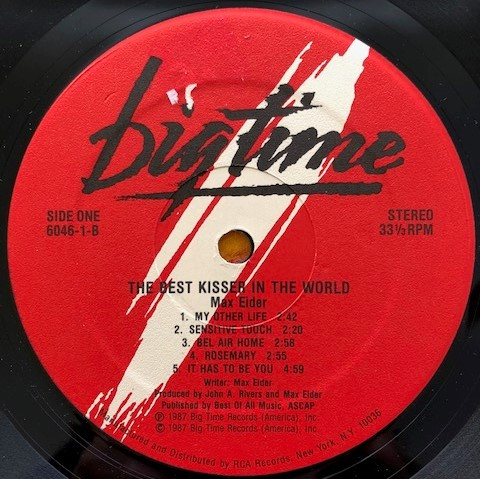 bigtime
SIDE ONE
6046-1-B
STEREO
33⅓ RPM
THE BEST KISSER IN THE WORLD
Max Eider
1. MY OTHER LIFE 2:42
2. SENSITIVE TOUCH 2:20
3. BEL AIR HOME 2:58
4. ROSEMARY 2:55
5. IT HAS TO BE YOU 4:59
Writer: Max Eider
Produced by John A. Rivers and Max Eider
Published by Best Of All Music, ASCAP
℗ 1987 Big Time Records (America), Inc.
© 1987 Big Time Records (America), Inc.
Manufactured and Distributed by RCA Records, New York, N.Y. 10036